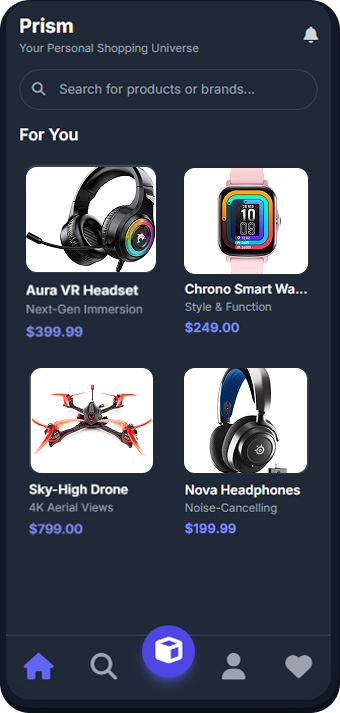 Prism
Your Personal Shopping Universe
Search for products or brands...
For You
Aura VR Headset
Next-Gen Immersion
$399.99
Chrono Smart Wa...
Style & Function
$249.00
Sky-High Drone
4K Aerial Views
$799.00
Nova Headphones
Noise-Cancelling
$199.99